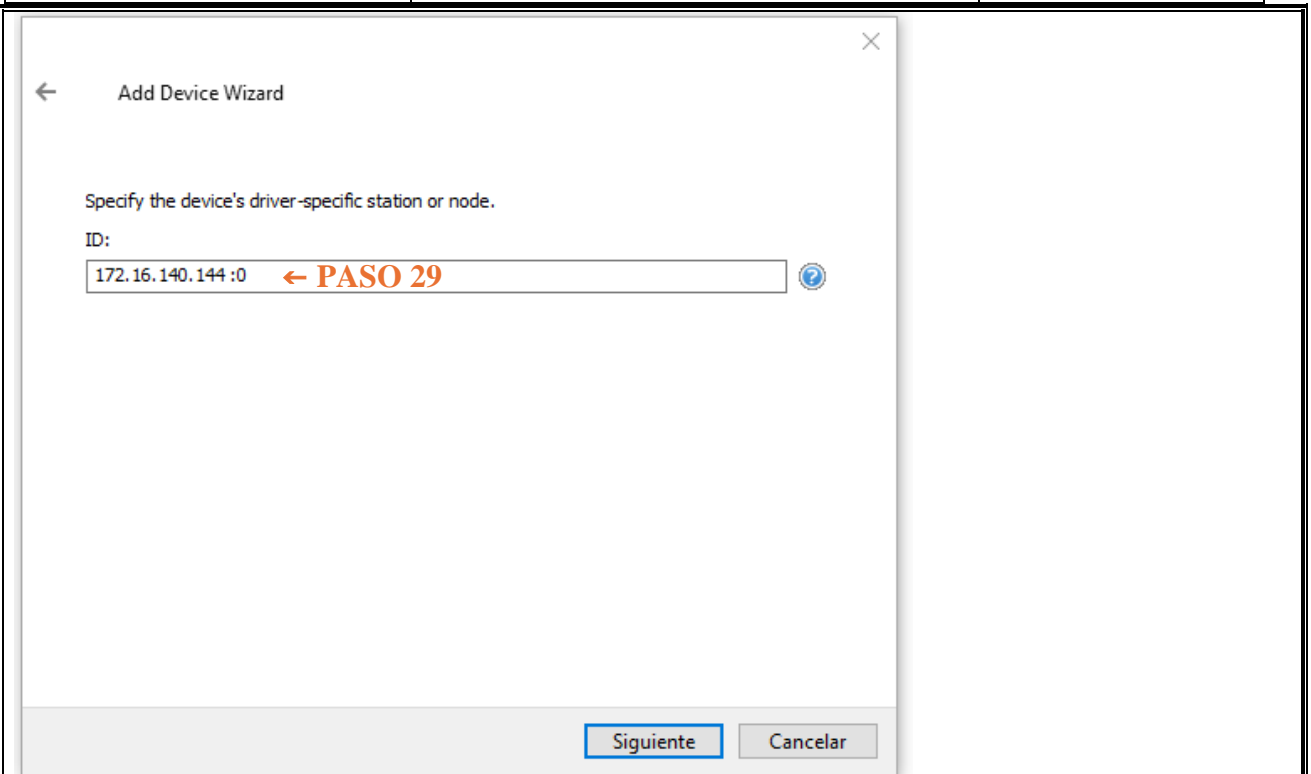 Add Device Wizard
Specify the device's driver-specific station or node.
ID:
172.16.140.144 :0 ← PASO 29
Siguiente Cancelar